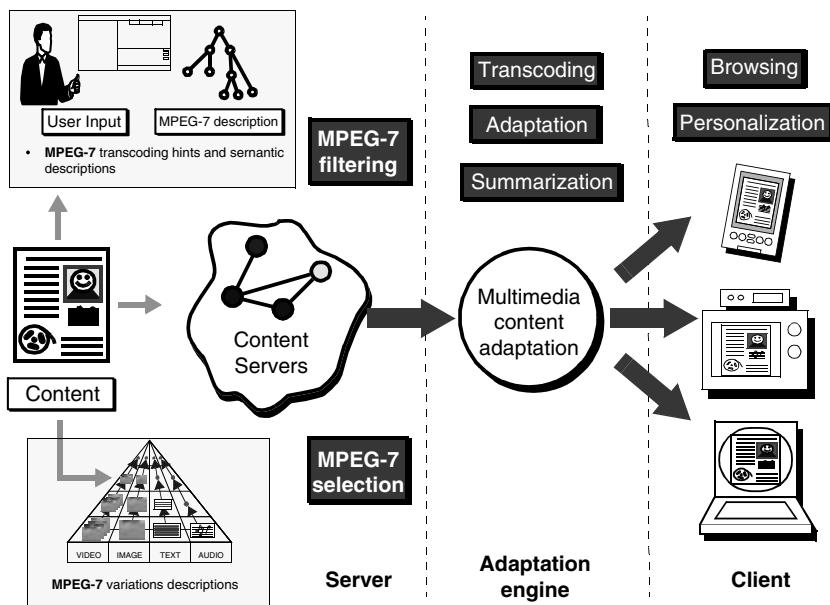 User Input
MPEG-7 description
• MPEG-7 transcoding hints and sernantic
descriptions
MPEG-7
filtering
Transcoding
Adaptation
Summarization
Browsing
Personalization
Content
Servers
Multimedia
content
adaptation
Content
MPEG-7
selection
VIDEO
IMAGE
TEXT
AUDIO
MPEG-7 variations descriptions
Server
Adaptation
engine
Client